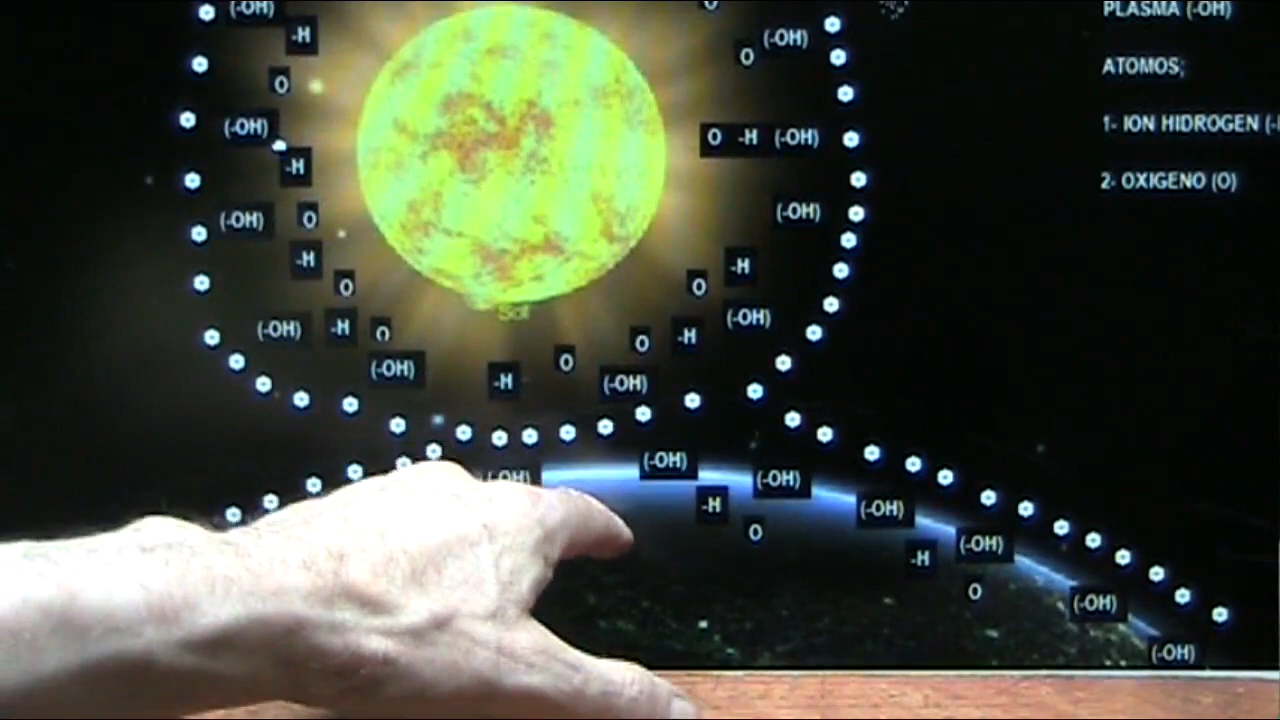 (-OH)
O
PLASMA (-OH)
-H
(-OH)
O
O
ATOMOS;
(-OH)
O -H (-OH)
1- ION HIDROGEN (-
-H
2- OXIGENO (O)
(-OH) O
(-OH)
-H
-H
O
O
Sol
(-OH) -H O
O -H (-OH)
(-OH)
-H
O
(-OH)
(-OH)
(-OH)
(-OH)
-H
(-OH)
O
(-OH)
-H
O
(-OH)
(-OH)